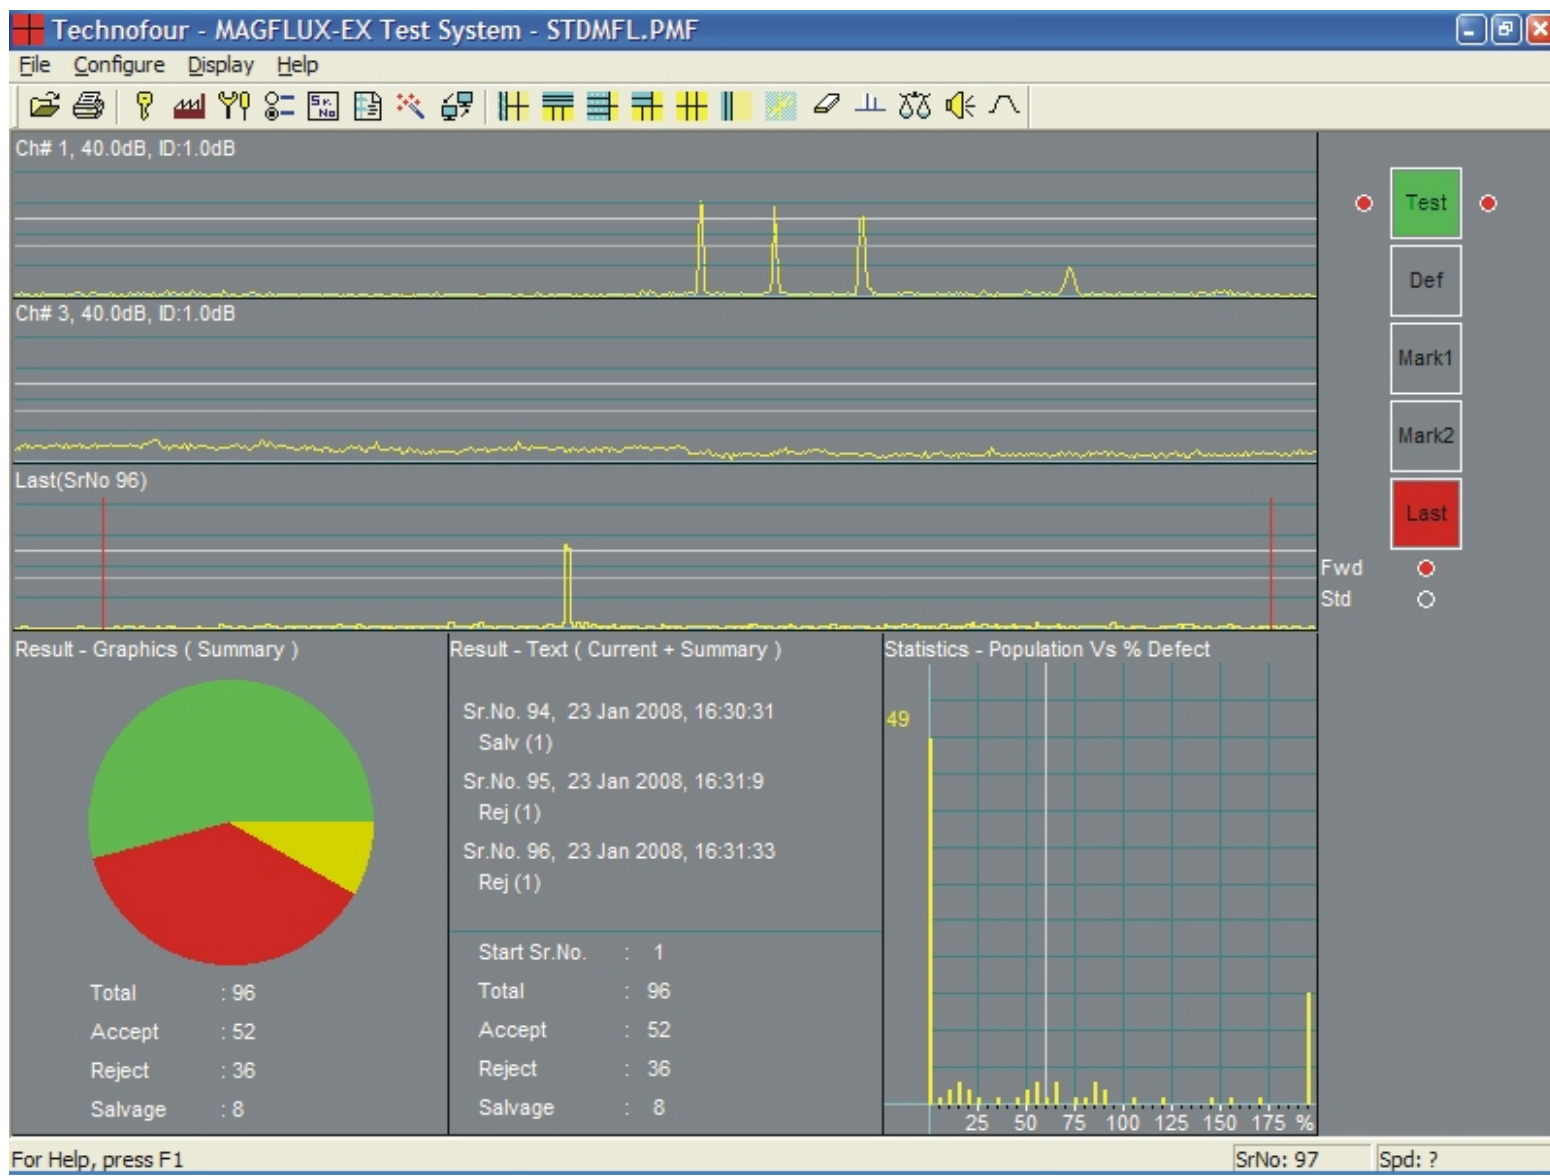 Technofour - MAGFLUX-EX Test System - STDMFL.PMF
File Configure Display Help
Sr. No
Ch# 1, 40.0dB, ID:1.0dB
Test
Def
Ch# 3, 40.0dB, ID:1.0dB
Mark1
Mark2
Last(SrNo 96)
Last
Fwd
Std
Result - Graphics ( Summary )
Total : 96
Accept : 52
Reject : 36
Salvage : 8
Result - Text ( Current + Summary )
Sr.No. 94, 23 Jan 2008, 16:30:31
Salv (1)
Sr.No. 95, 23 Jan 2008, 16:31:9
Rej (1)
Sr.No. 96, 23 Jan 2008, 16:31:33
Rej (1)
Start Sr.No. : 1
Total : 96
Accept : 52
Reject : 36
Salvage : 8
Statistics - Population Vs % Defect
49
25 50 75 100 125 150 175 %
For Help, press F1
SrNo: 97
Spd: ?